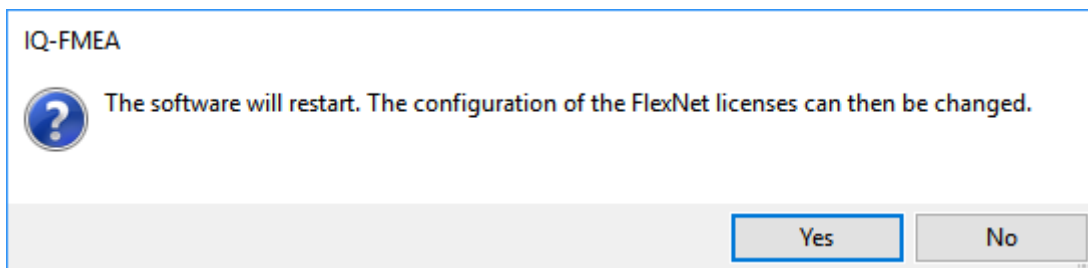 IQ-FMEA
The software will restart. The configuration of the FlexNet licenses can then be changed.
Yes
No